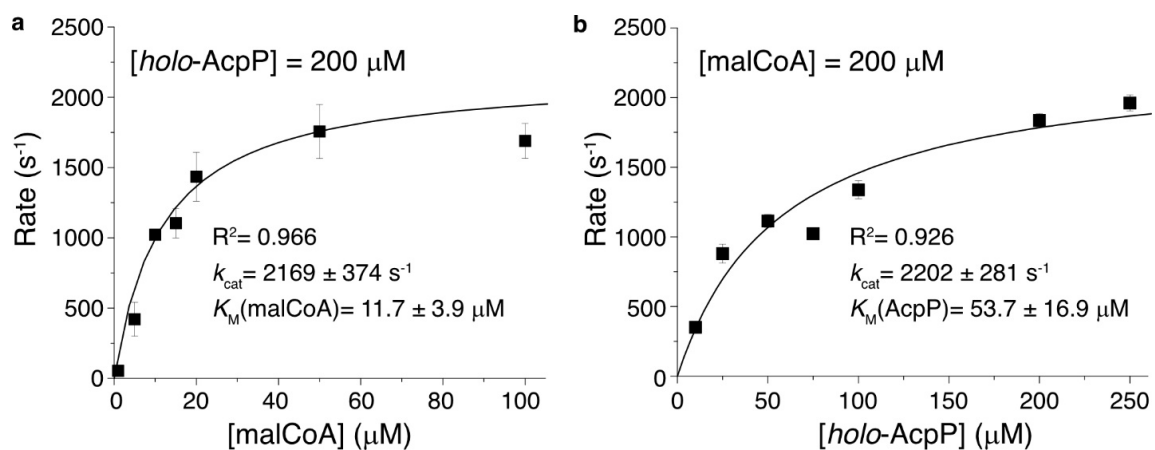 a
[holo-AcpP] = 200 μM
Rate (s⁻¹)
2500
2000
1500
1000
500
0
R²= 0.966
kcat= 2169 ± 374 s⁻¹
KM(malCoA)= 11.7 ± 3.9 μM
0 20 40 60 80 100
[malCoA] (μM)
b
[malCoA] = 200 μM
Rate (s⁻¹)
2500
2000
1500
1000
500
0
R²= 0.926
kcat= 2202 ± 281 s⁻¹
KM(AcpP)= 53.7 ± 16.9 μM
0 50 100 150 200 250
[holo-AcpP] (μM)